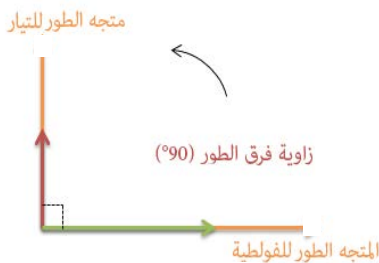 متجه الطور للتيار
زاوية فرق الطور (90°)
المتجه الطور للفولطية